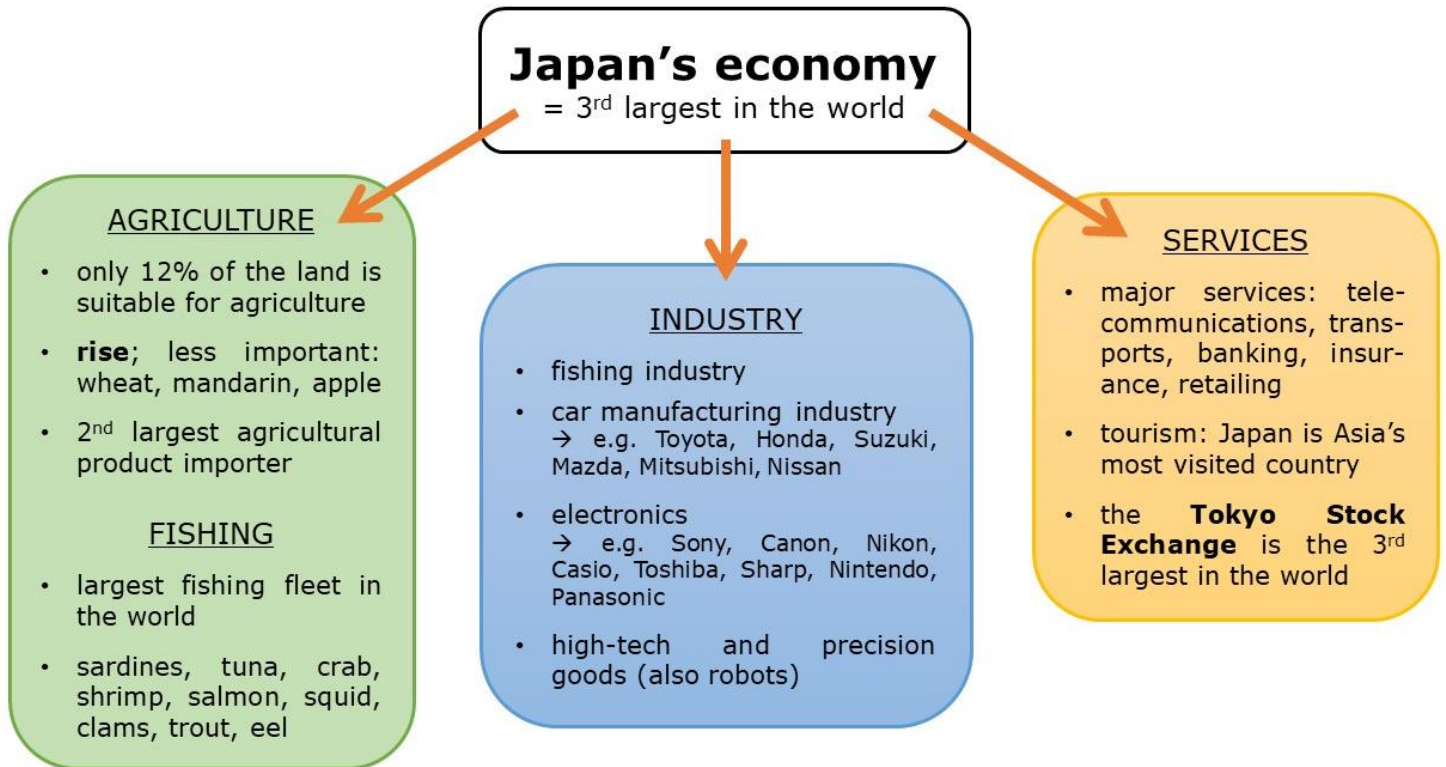 Japan’s economy
= 3rd largest in the world
AGRICULTURE
• only 12% of the land is
suitable for agriculture
• rise; less important:
wheat, mandarin, apple
• 2nd largest agricultural
product importer
FISHING
• largest fishing fleet in
the world
• sardines, tuna, crab,
shrimp, salmon, squid,
clams, trout, eel
INDUSTRY
• fishing industry
• car manufacturing industry
→ e.g. Toyota, Honda, Suzuki,
Mazda, Mitsubishi, Nissan
• electronics
→ e.g. Sony, Canon, Nikon,
Casio, Toshiba, Sharp, Nintendo,
Panasonic
• high-tech and precision
goods (also robots)
SERVICES
• major services: tele-
communications, trans-
ports, banking, insur-
ance, retailing
• tourism: Japan is Asia’s
most visited country
• the Tokyo Stock
Exchange is the 3rd
largest in the world